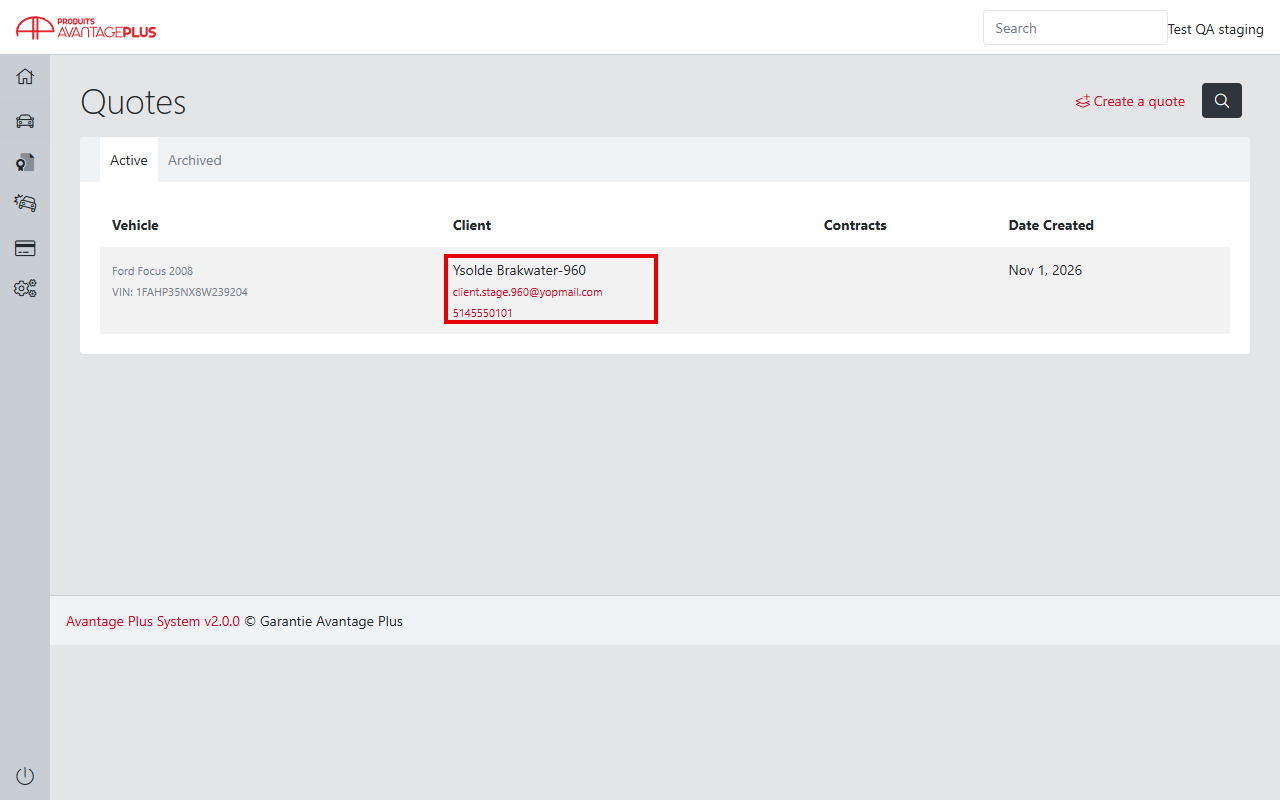 PRODUITS
AVANTAGEPLUS
Search
Test QA staging
Quotes
Create a quote
Active
Archived
Vehicle
Client
Contracts
Date Created
Ford Focus 2008
VIN: 1FAHP35NX8W239204
Ysolde Brakwater-960
client.stage.960@yopmail.com
5145550101
Nov 1, 2026
Avantage Plus System v2.0.0 © Garantie Avantage Plus